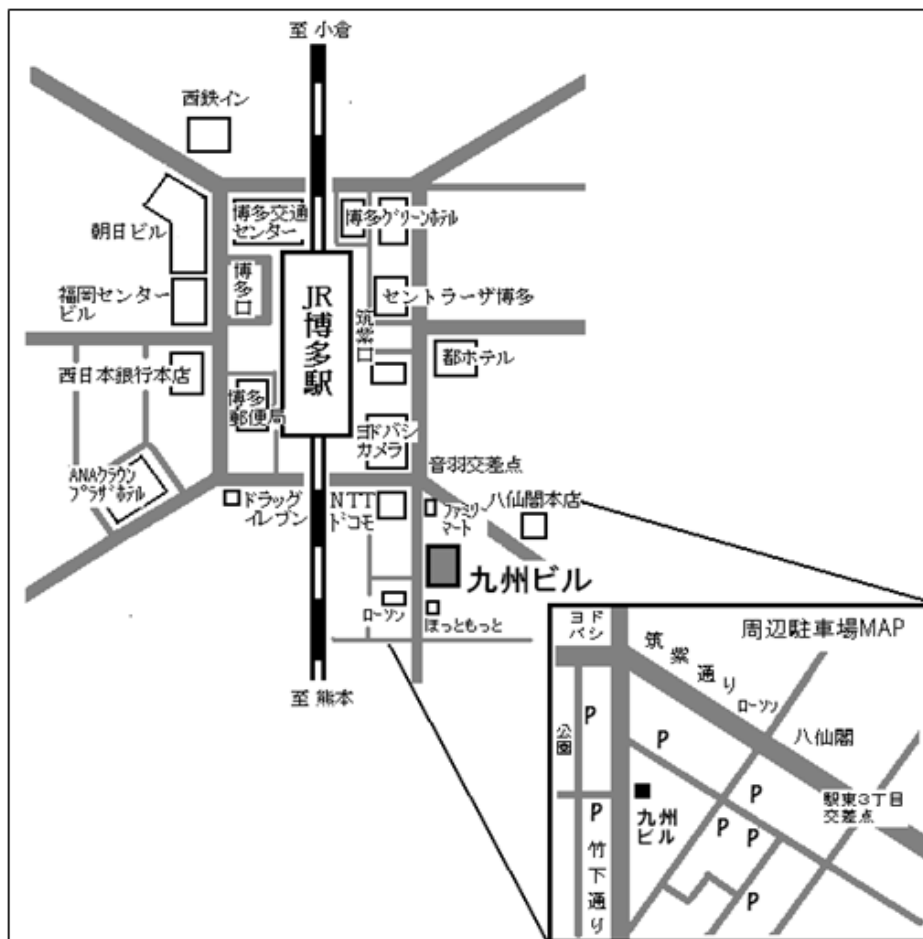 至 小倉
西鉄イン
博多交通
センター
博多グリーンホテル
朝日ビル
博多口
福岡センター
ビル
JR博多駅
筑紫口
セントラーザ博多
都ホテル
西日本銀行本店
博多
郵便局
ヨドバシ
カメラ
音羽交差点
ANAクラウン
プラザホテル
ドラッグ
イレブン
NTT
ドコモ
ファミリー
マート
八仙閣本店
九州ビル
ローソン
ほっともっと
至 熊本
周辺駐車場MAP
ヨド
バシ
筑紫通り
ローソン
八仙閣
公園
P
P
P
駅東3丁目
交差点
九州
ビル
P
P
P
P
竹下通り